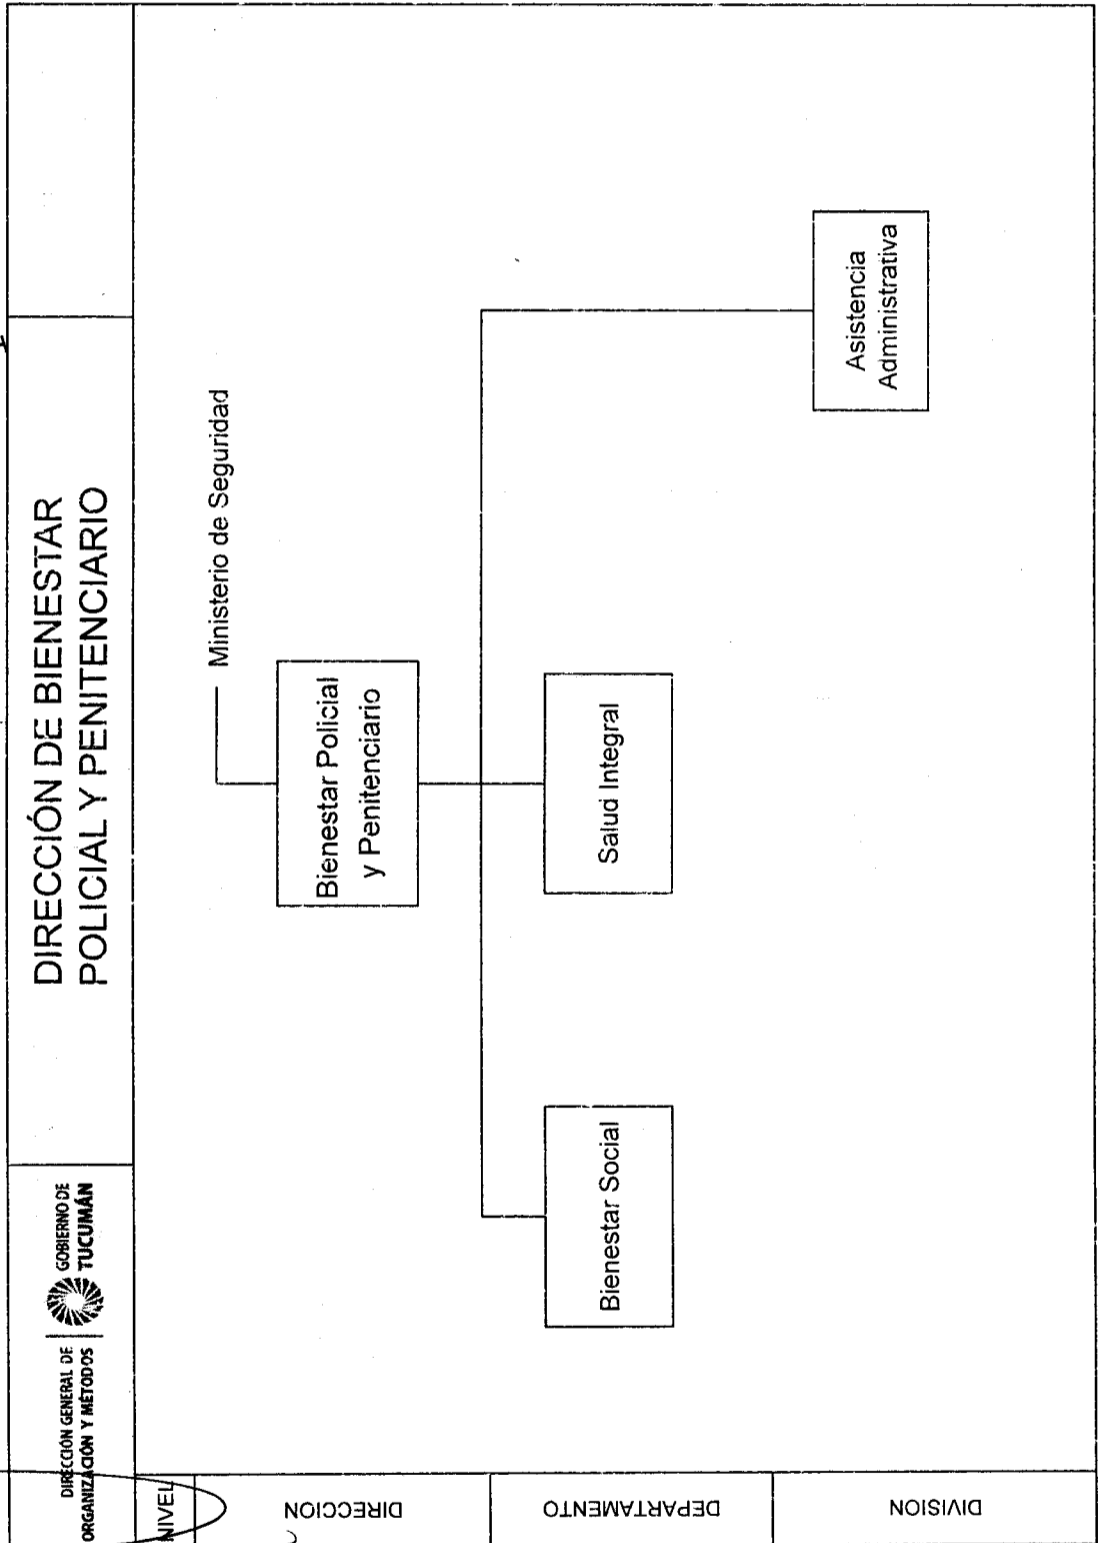 DIRECCIÓN GENERAL DE
ORGANIZACIÓN Y MÉTODOS
GOBIERNO DE
TUCUMÁN
DIRECCIÓN DE BIENESTAR
POLICIAL Y PENITENCIARIO
NIVEL
DIRECCION
Ministerio de Seguridad
Bienestar Policial
y Penitenciario
DEPARTAMENTO
Bienestar Social
Salud Integral
DIVISION
Asistencia
Administrativa